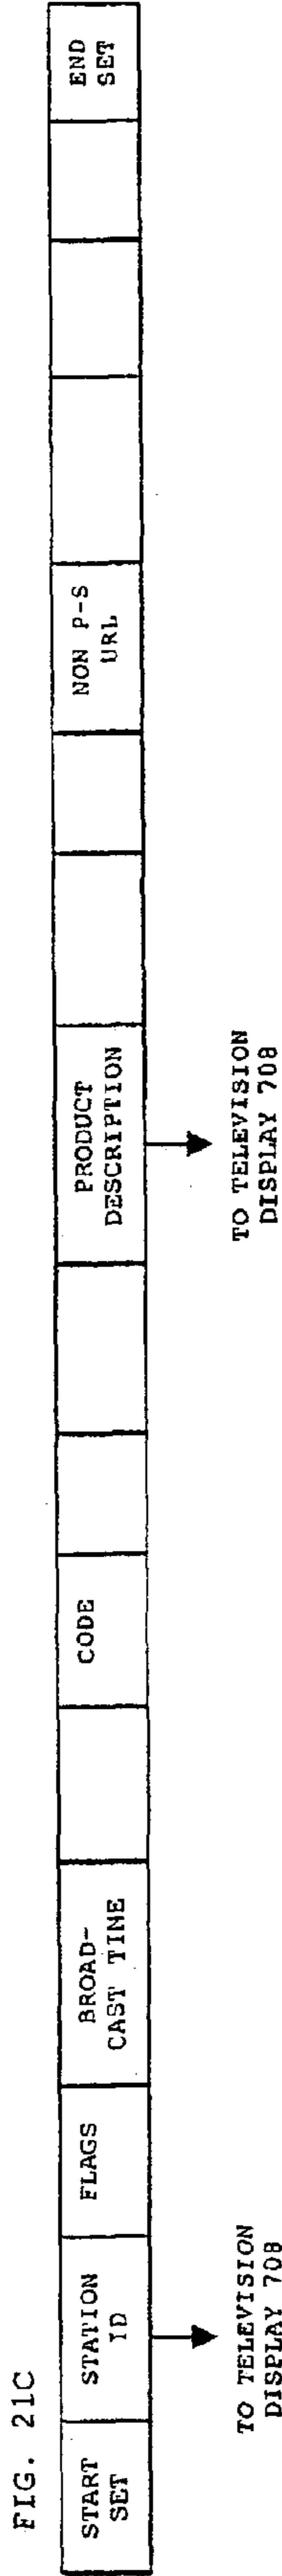 FIG. 21C
START
SET
STATION
ID
FLAGS
BROAD-
CAST TINE
CODE
PRODUCT
DESCRIPTION
NON P-S
URL
END
SET
TO TELEVISION
DISPLAY 708
TO TELEVISION
DISPLAY 708